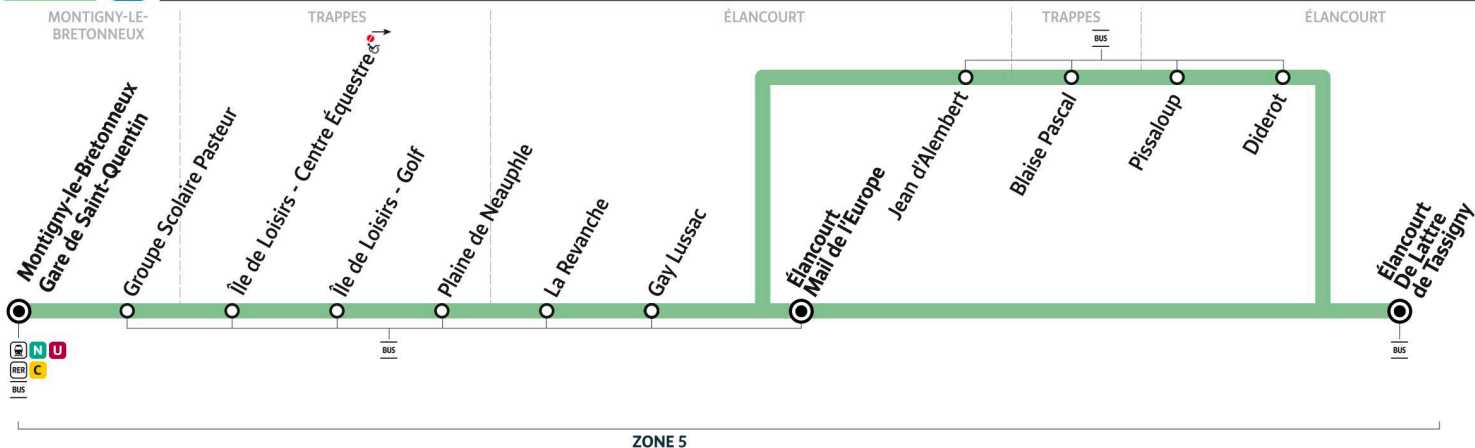 MONTIGNY-LE-
BRETONNEUX
TRAPPES
ÉLANCOURT
TRAPPES
ÉLANCOURT
Montigny-le-Bretonneux
Gare de Saint-Quentin
Groupe Scolaire Pasteur
Île de Loisirs - Centre Équestre
Île de Loisirs - Golf
Plaine de Neauphle
La Revanche
Gay Lussac
Élancourt
Mail de l'Europe
BUS
Jean d'Alembert
Blaise Pascal
Pissaloup
Diderot
Élancourt
De Lattre
de Tassigny
N U
RER C
BUS
BUS
BUS
ZONE 5